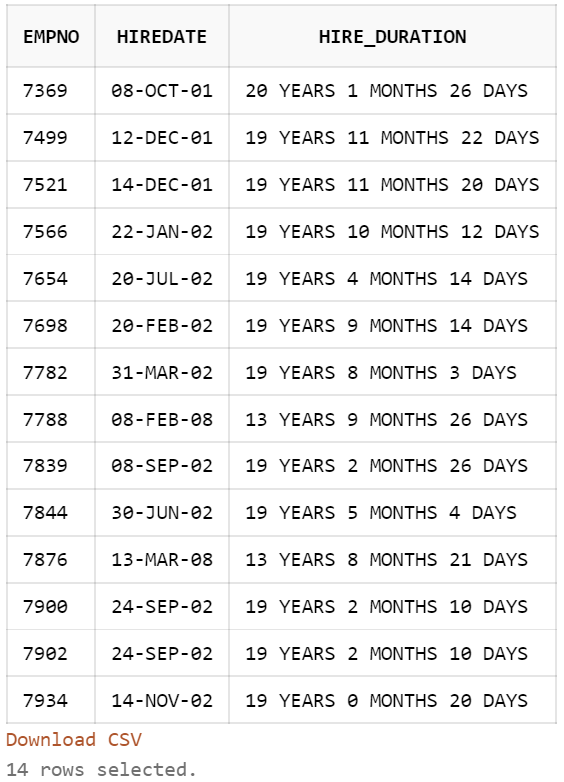 EMPNO HIREDATE HIRE_DURATION
7369 08-OCT-01 20 YEARS 1 MONTHS 26 DAYS
7499 12-DEC-01 19 YEARS 11 MONTHS 22 DAYS
7521 14-DEC-01 19 YEARS 11 MONTHS 20 DAYS
7566 22-JAN-02 19 YEARS 10 MONTHS 12 DAYS
7654 20-JUL-02 19 YEARS 4 MONTHS 14 DAYS
7698 20-FEB-02 19 YEARS 9 MONTHS 14 DAYS
7782 31-MAR-02 19 YEARS 8 MONTHS 3 DAYS
7788 08-FEB-08 13 YEARS 9 MONTHS 26 DAYS
7839 08-SEP-02 19 YEARS 2 MONTHS 26 DAYS
7844 30-JUN-02 19 YEARS 5 MONTHS 4 DAYS
7876 13-MAR-08 13 YEARS 8 MONTHS 21 DAYS
7900 24-SEP-02 19 YEARS 2 MONTHS 10 DAYS
7902 24-SEP-02 19 YEARS 2 MONTHS 10 DAYS
7934 14-NOV-02 19 YEARS 0 MONTHS 20 DAYS
Download CSV
14 rows selected.